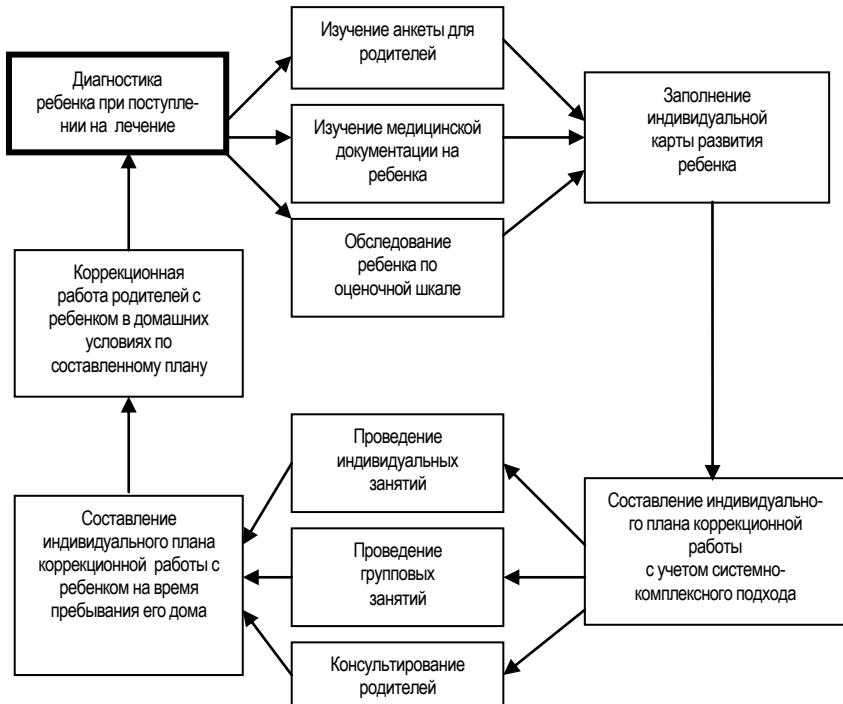 Изучение анкеты для
родителей
Диагностика
ребенка при поступле-
нии на лечение
Изучение медицинской
документации на
ребенка
Заполнение
индивидуальной
карты развития
ребенка
Обследование
ребенка по
оценочной шкале
Коррекционная
работа родителей с
ребенком в домашних
условиях по
составленному плану
Проведение
индивидуальных
занятий
Составление индивидуально-
го плана коррекционной
работы
с учетом системно-
комплексного подхода
Составление
индивидуального плана
коррекционной работы с
ребенком на время
пребывания его дома
Проведение
групповых
занятий
Консультирование
родителей